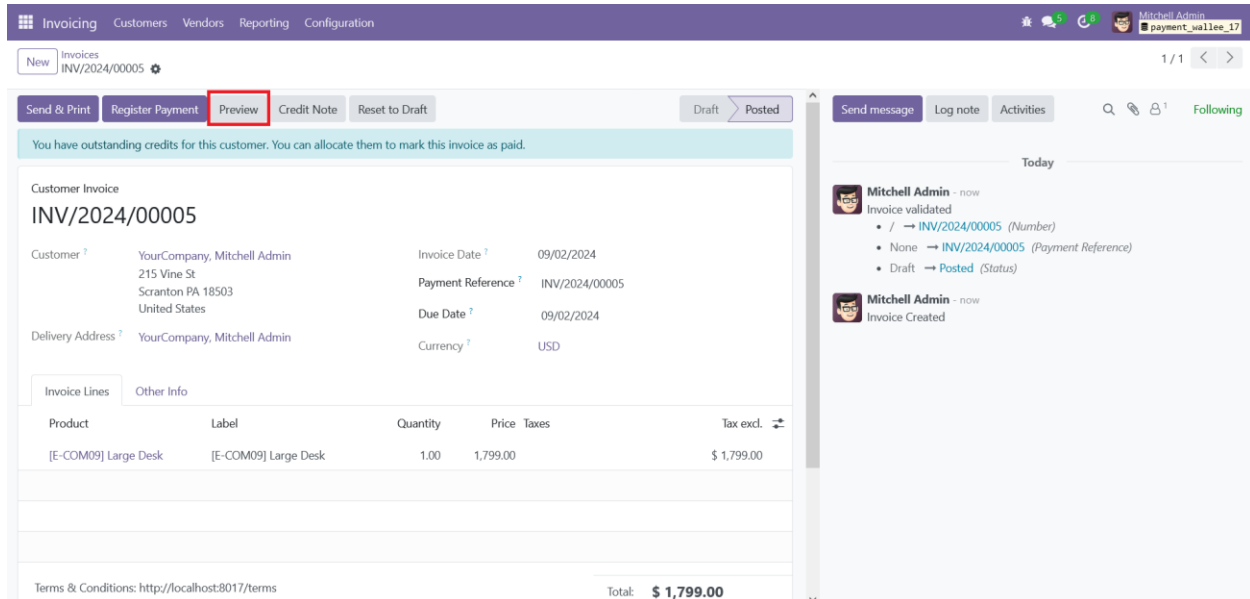 Invoicing Customers Vendors Reporting Configuration
5 8 Mitchell Admin
payment_wallee_17
New Invoices
INV/2024/00005
1 / 1
Send & Print Register Payment Preview Credit Note Reset to Draft Draft Posted
Send message Log note Activities 1 Following
You have outstanding credits for this customer. You can allocate them to mark this invoice as paid.
Customer Invoice
INV/2024/00005
Customer ? YourCompany, Mitchell Admin
215 Vine St
Scranton PA 18503
United States
Delivery Address ? YourCompany, Mitchell Admin
Invoice Date ? 09/02/2024
Payment Reference ? INV/2024/00005
Due Date ? 09/02/2024
Currency ? USD
Invoice Lines Other Info
Product Label Quantity Price Taxes Tax excl.
[E-COM09] Large Desk [E-COM09] Large Desk 1.00 1,799.00 $ 1,799.00
Terms & Conditions: http://localhost:8017/terms
Total: $ 1,799.00
Today
Mitchell Admin - now
Invoice validated
• / → INV/2024/00005 (Number)
• None → INV/2024/00005 (Payment Reference)
• Draft → Posted (Status)
Mitchell Admin - now
Invoice Created